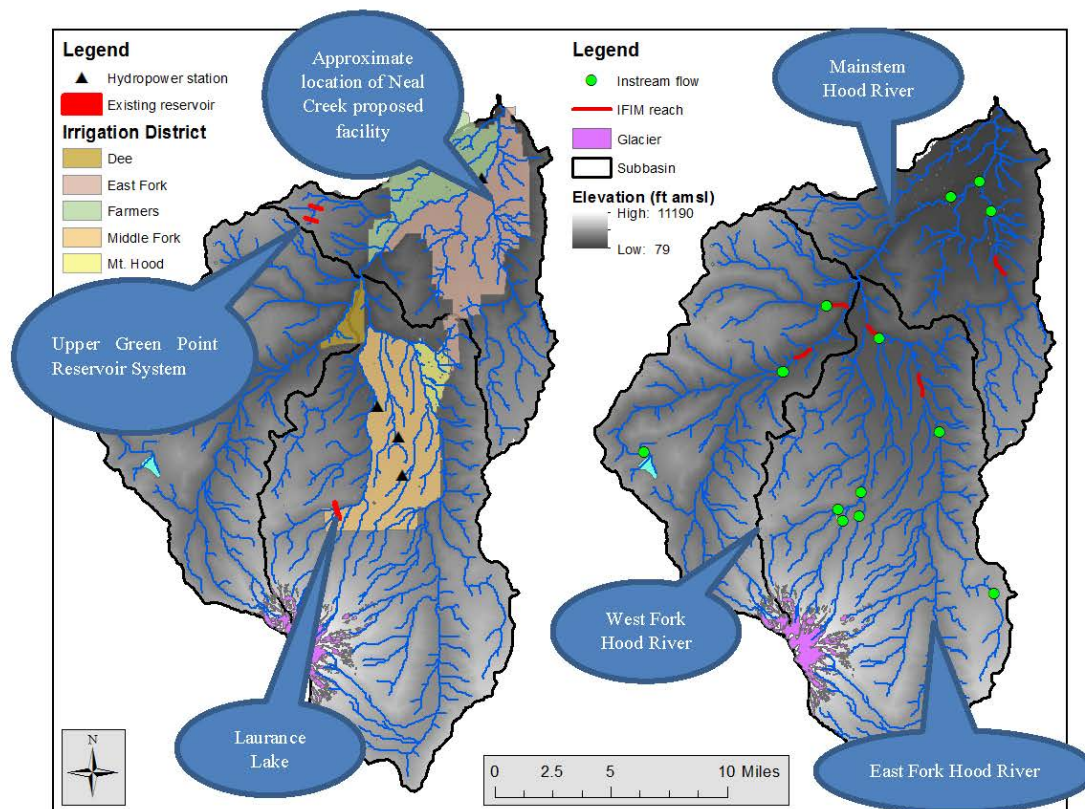 Legend
Hydropower station
Existing reservoir
Irrigation District
Dee
East Fork
Farmers
Middle Fork
Mt. Hood
Approximate
location of Neal
Creek proposed
facility
Upper Green Point
Reservoir System
Laurance
Lake
N
Legend
Instream flow
IFIM reach
Glacier
Subbasin
Elevation (ft amsl)
High: 11190
Low: 79
Mainstem
Hood River
West Fork
Hood River
East Fork Hood River
0 2.5 5 10 Miles